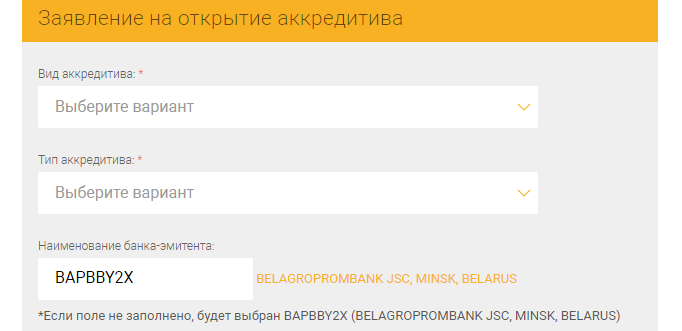 Заявление на открытие аккредитива
Вид аккредитива: *
Выберите вариант
Тип аккредитива: *
Выберите вариант
Наименование банка-эмитента:
BAPBBY2X BELAGROPROMBANK JSC, MINSK, BELARUS
*Если поле не заполнено, будет выбран BAPBBY2X (BELAGROPROMBANK JSC, MINSK, BELARUS)